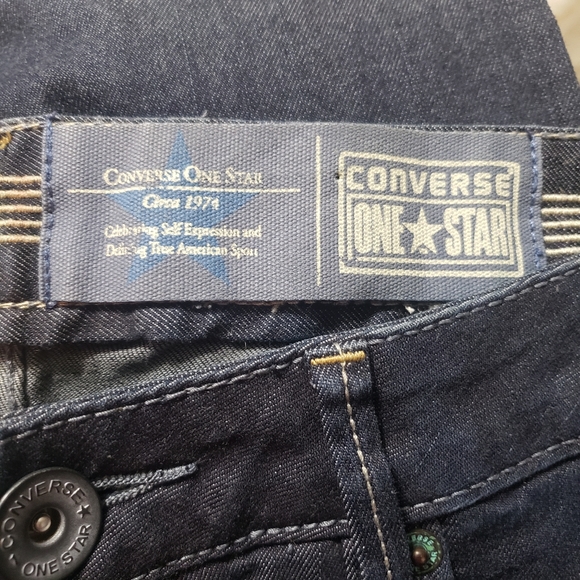 CONVERSE ONE STAR
Circa 1974
Celebrating Self Expression and
Defining True American Sport
CONVERSE
ONE★STAR
CONVERSE★
ONE STAR